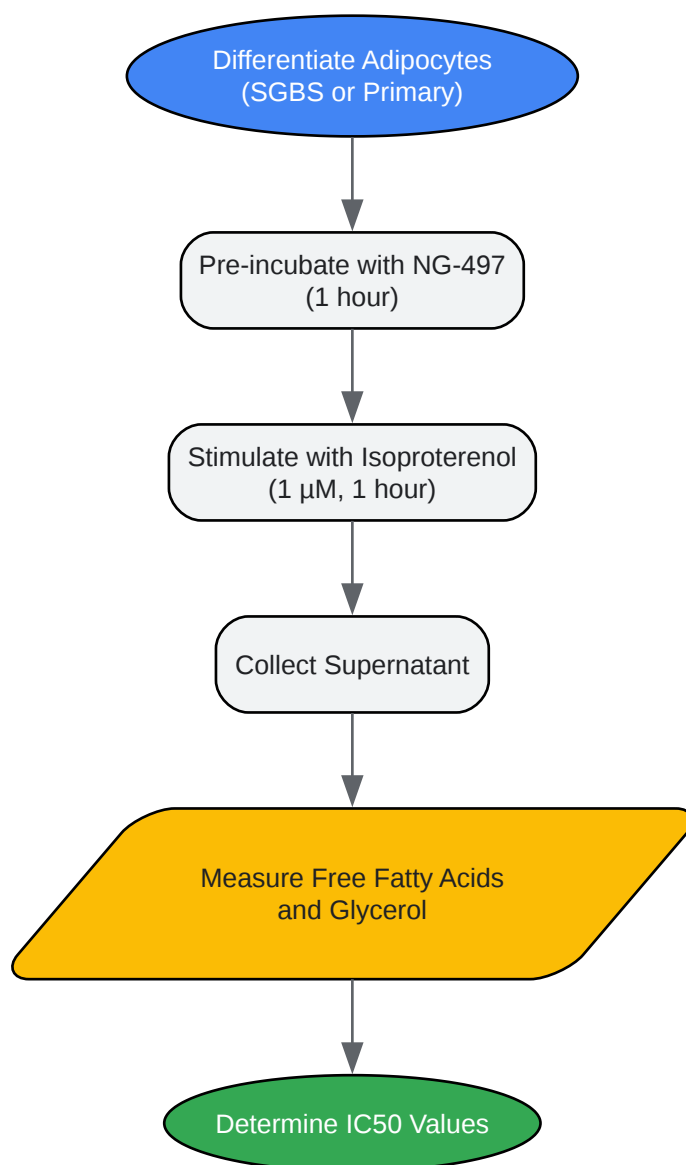 Differentiate Adipocytes
(SGBS or Primary)
Pre-incubate with NG-497
(1 hour)
Stimulate with Isoproterenol
(1 µM, 1 hour)
Collect Supernatant
Measure Free Fatty Acids
and Glycerol
Determine IC50 Values